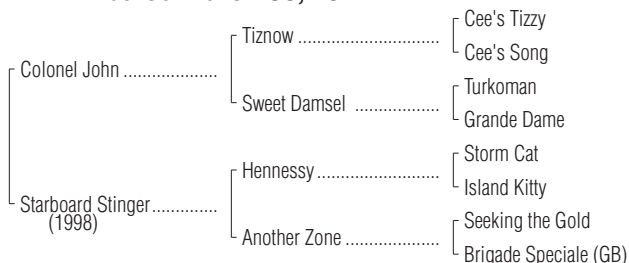 Cee's Tizzy
Tiznow ..............................
Cee's Song
Colonel John ....................
Turkoman
Sweet Damsel ..................
Grande Dame
Storm Cat
Hennessy...........................
Island Kitty
Starboard Stinger..............
(1998)
Seeking the Gold
Another Zone ....................
Brigade Speciale (GB)